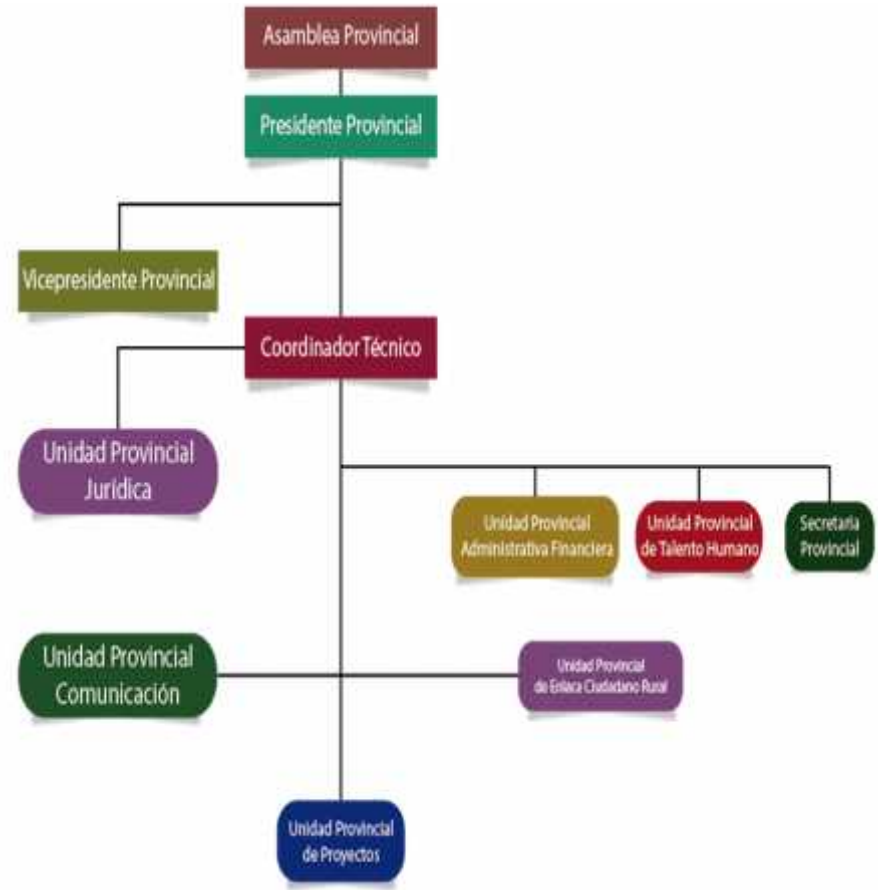 Asamblea Provincial
Presidente Provincial
Vicepresidente Provincial
Coordinador Técnico
Unidad Provincial
Jurídica
Unidad Provincial
Administrativa Financiera
Unidad Provincial
de Talento Humano
Secretaria
Provincial
Unidad Provincial
Comunicación
Unidad Provincial
de Enlace Ciudadano Rural
Unidad Provincial
de Proyectos